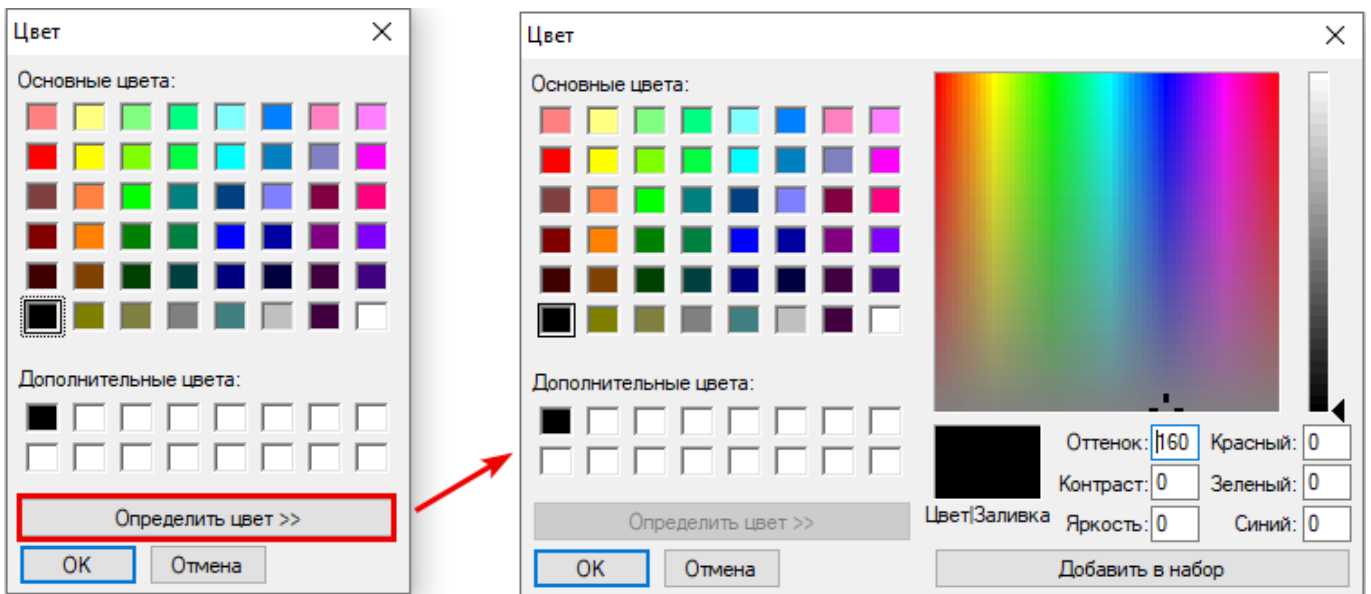 Цвет
Основные цвета:
Дополнительные цвета:
Определить цвет >>
OK
Отмена
Цвет
Основные цвета:
Дополнительные цвета:
Определить цвет >>
OK
Отмена
Оттенок: 160 Красный: 0
Контраст: 0 Зеленый: 0
Цвет|Заливка Яркость: 0 Синий: 0
Добавить в набор